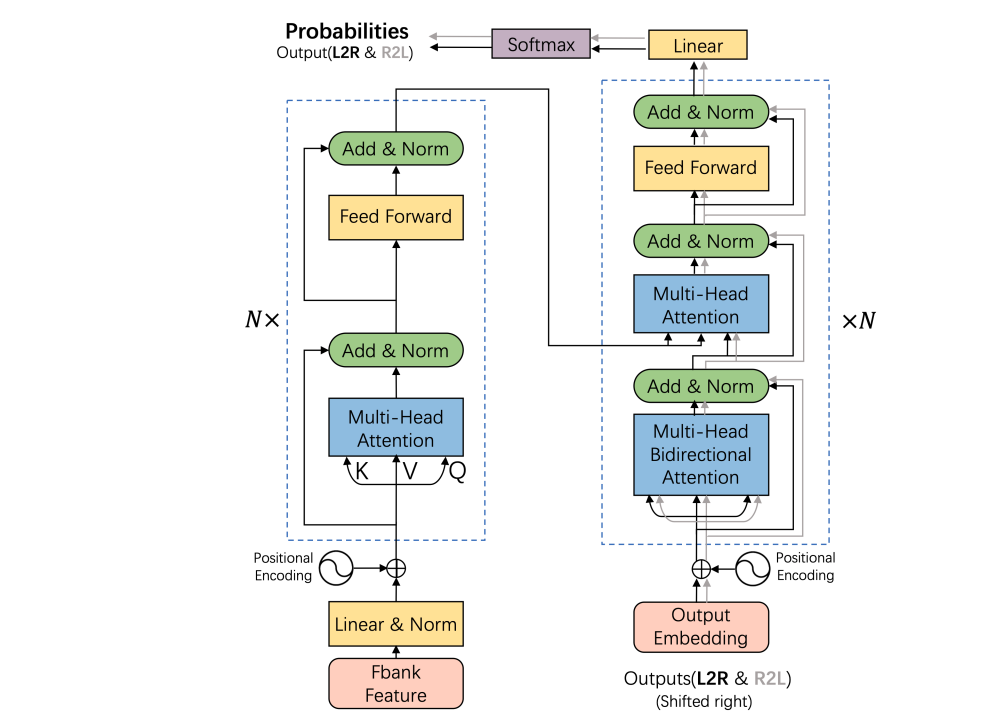 Probabilities
Output(L2R & R2L)
Softmax
Linear
Add & Norm
Feed Forward
Add & Norm
Multi-Head
Attention
K
V
Q
N×
Positional
Encoding
Linear & Norm
Fbank
Feature
Add & Norm
Feed Forward
Add & Norm
Multi-Head
Attention
Add & Norm
Multi-Head
Bidirectional
Attention
×N
Positional
Encoding
Output
Embedding
Outputs(L2R & R2L)
(Shifted right)